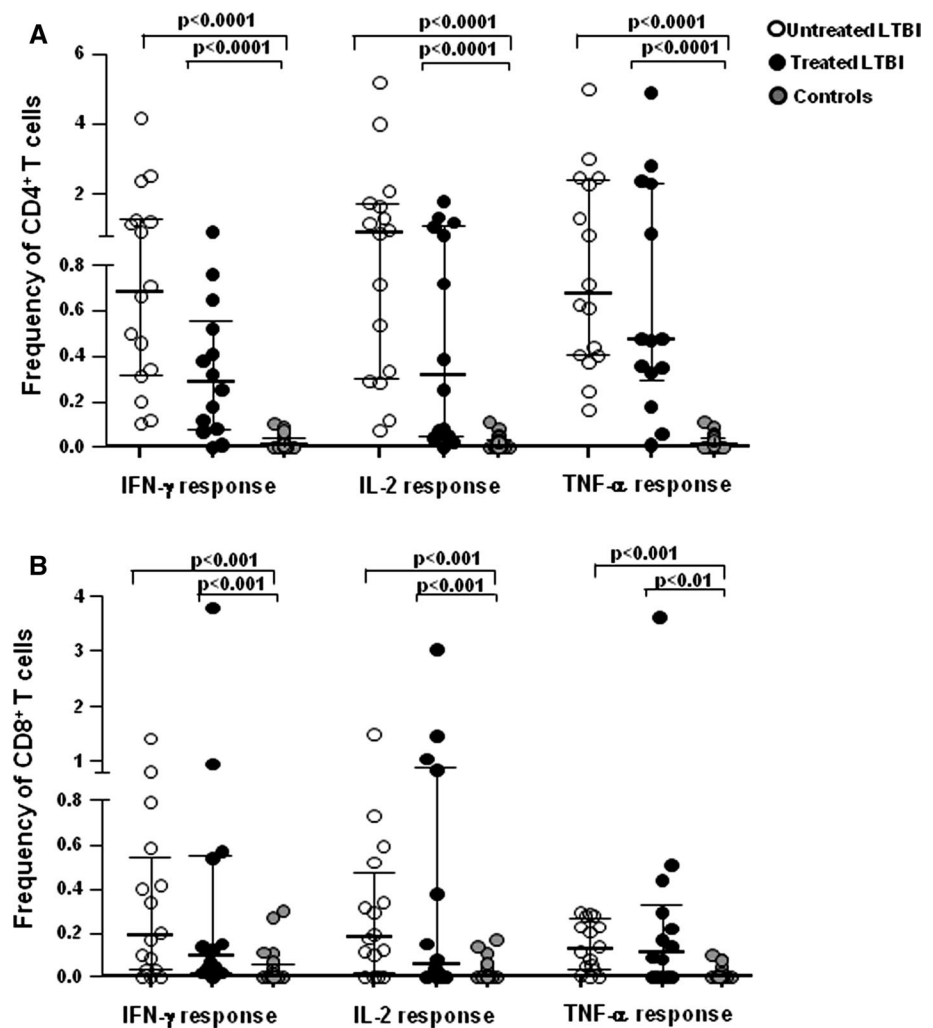 A
p<0.0001 p<0.0001 p<0.0001
p<0.0001 p<0.0001 p<0.0001
Untreated LTBI
Treated LTBI
Controls
Frequency of CD4⁺ T cells
6
4
2
0.8
0.6
0.4
0.2
0.0
IFN-γ response IL-2 response TNF-α response
B
p<0.001 p<0.001 p<0.001
p<0.001 p<0.001 p<0.01
Frequency of CD8⁺ T cells
4
3
2
1
0.8
0.6
0.4
0.2
0.0
IFN-γ response IL-2 response TNF-α response